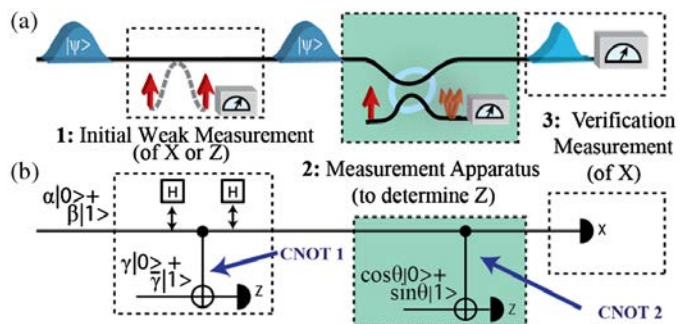 (a)
|ψ>
|ψ>
1: Initial Weak Measurement
(of X or Z)
2: Measurement Apparatus
(to determine Z)
3: Verification
Measurement
(of X)
(b)
α|0>+
β|1>
H
H
γ|0>+
γ̄|1>
CNOT 1
Z
cosθ|0>+
sinθ|1>
Z
CNOT 2
X